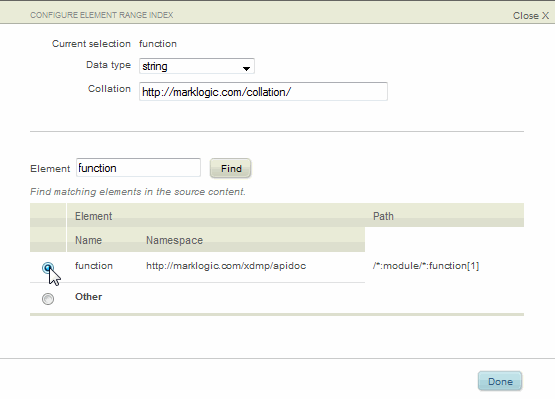 CONFIGURE ELEMENT RANGE INDEX Close X
Current selection function
Data type string
Collation http://marklogic.com/collation/
Element function Find
Find matching elements in the source content.
Element Path
Name Namespace
function http://marklogic.com/xdmp/apidoc /*:module/*:function[1]
Other
Done